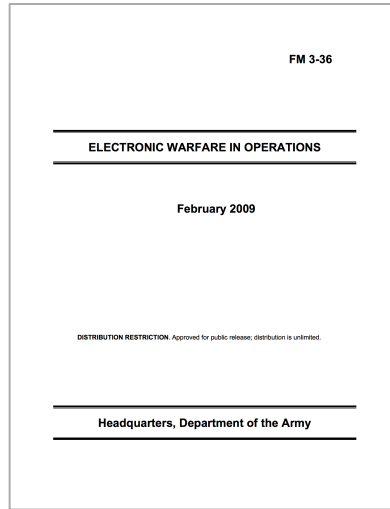 FM 3-36
ELECTRONIC WARFARE IN OPERATIONS
February 2009
DISTRIBUTION RESTRICTION. Approved for public release; distribution is unlimited.
Headquarters, Department of the Army